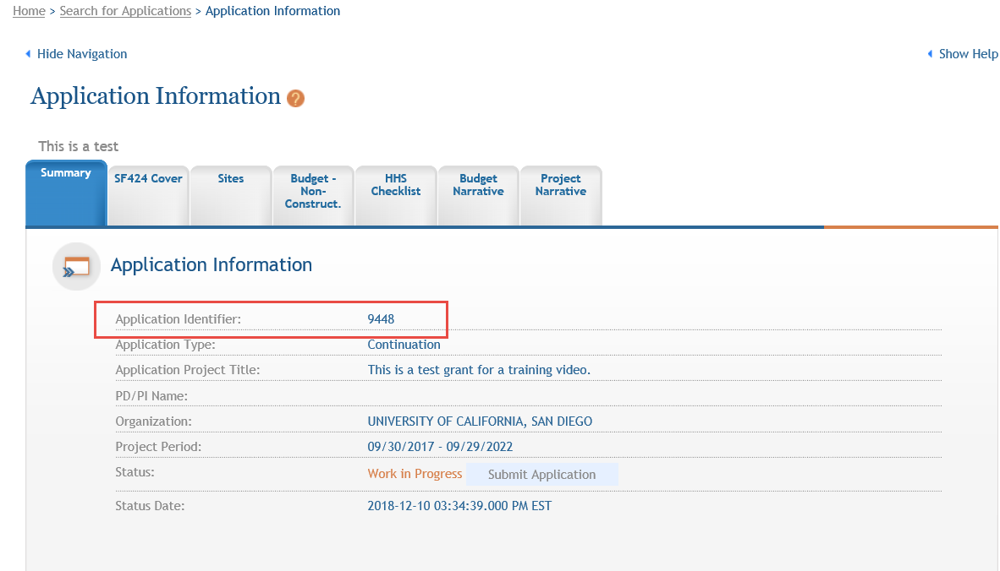 Home > Search for Applications > Application Information
Hide Navigation
Show Help
Application Information ?
This is a test
Summary
SF424 Cover
Sites
Budget -
Non-
Construct.
HHS
Checklist
Budget
Narrative
Project
Narrative
Application Information
Application Identifier: 9448
Application Type: Continuation
Application Project Title: This is a test grant for a training video.
PD/PI Name:
Organization: UNIVERSITY OF CALIFORNIA, SAN DIEGO
Project Period: 09/30/2017 - 09/29/2022
Status: Work in Progress Submit Application
Status Date: 2018-12-10 03:34:39.000 PM EST